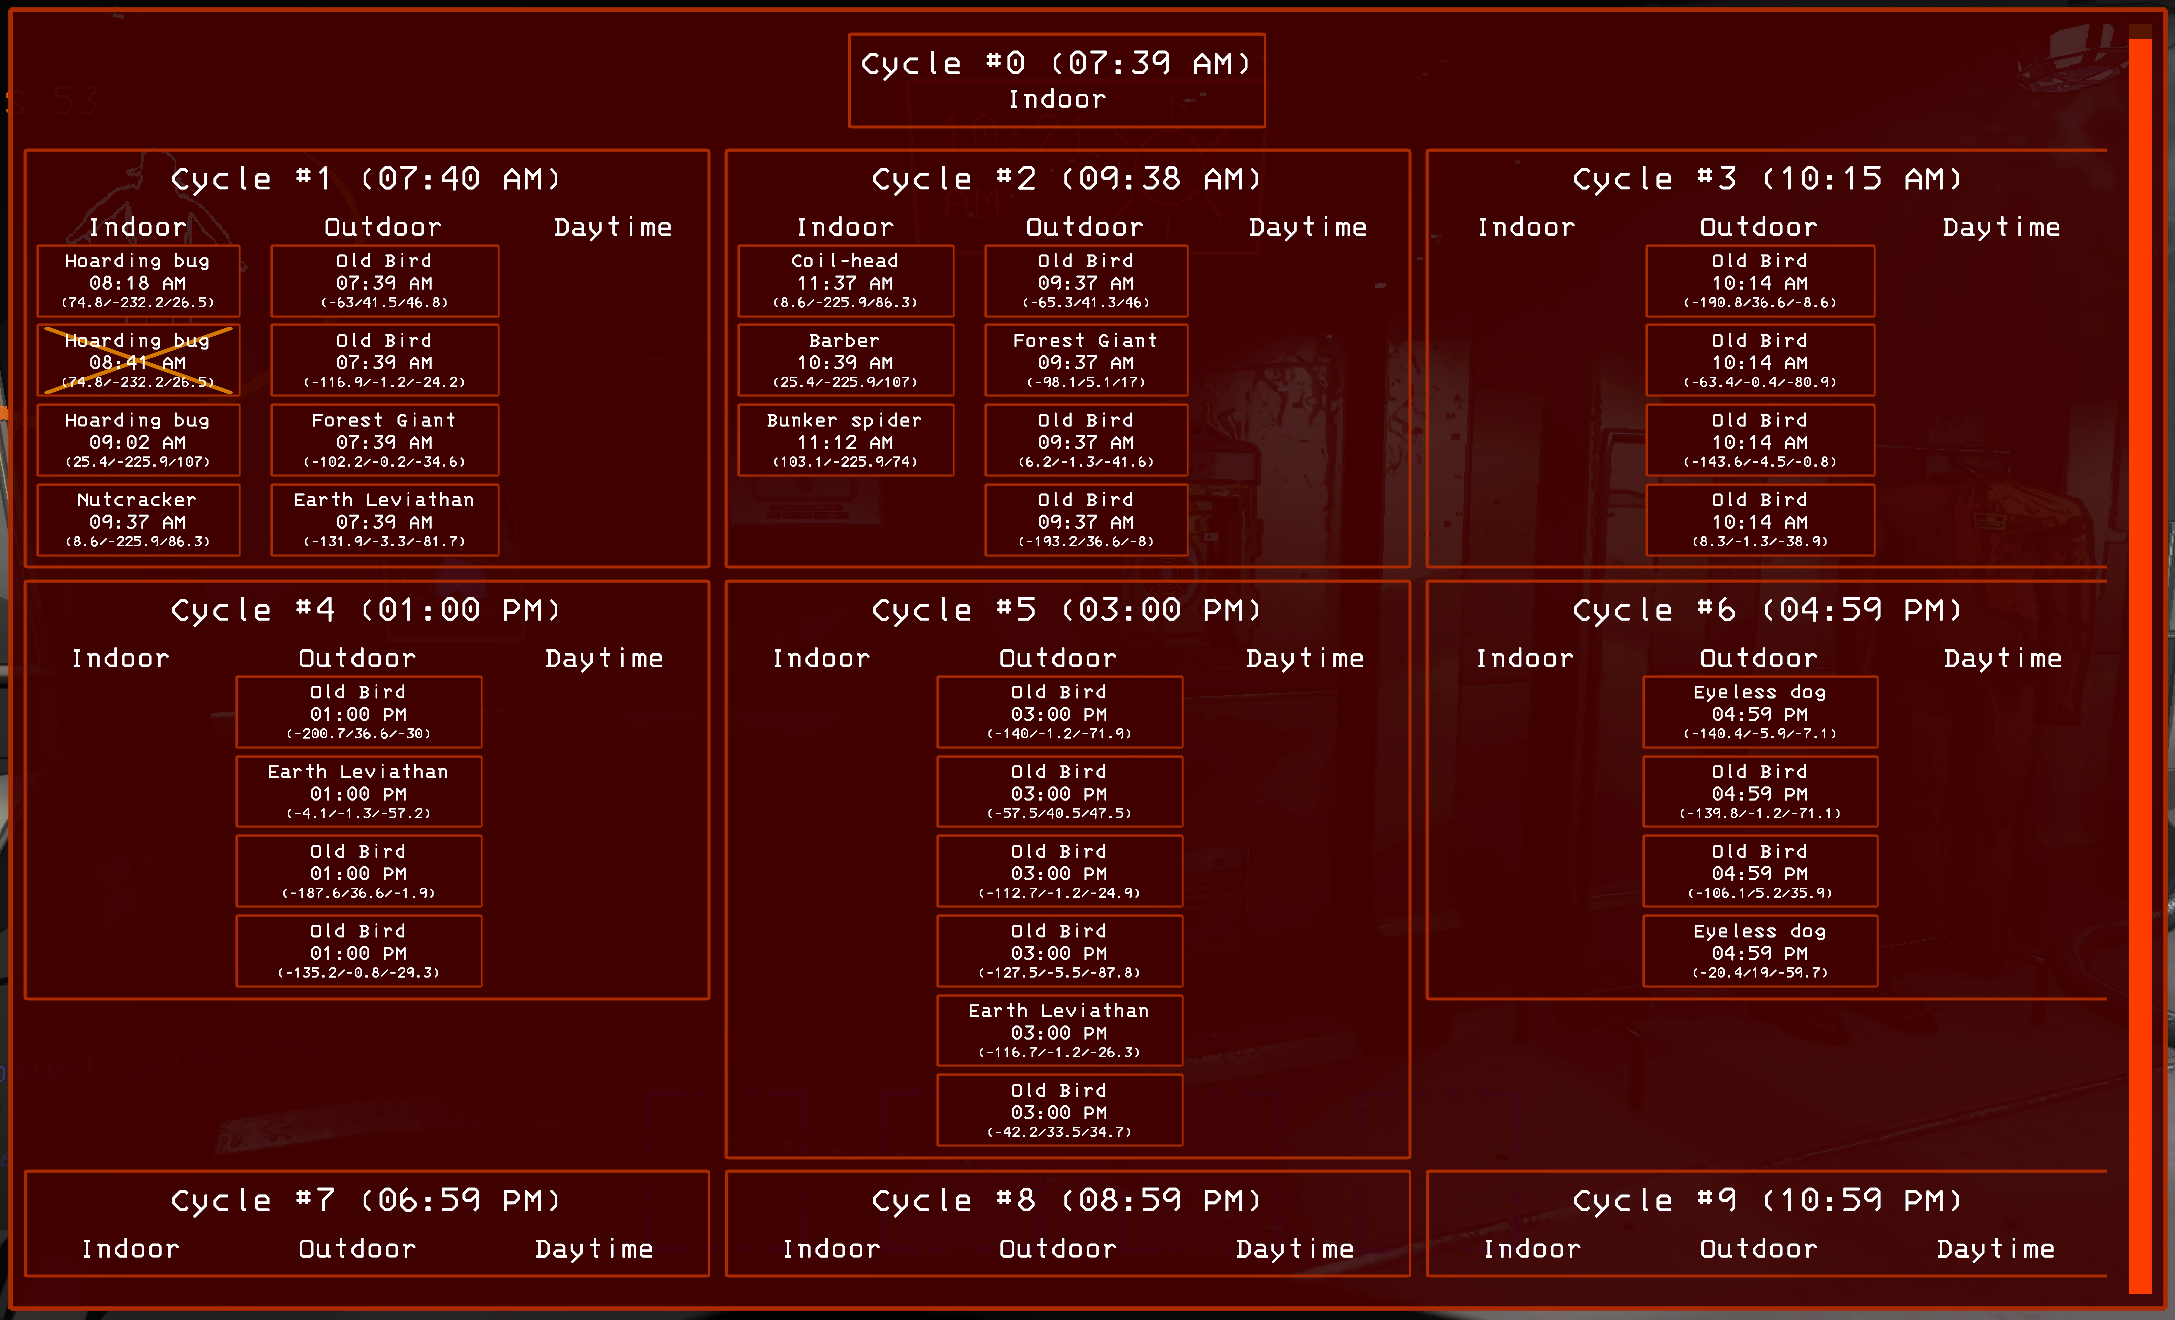 Cycle #0 (07:39 AM)
Indoor
Cycle #1 (07:40 AM)
Indoor Outdoor Daytime
Hoarding bug
08:18 AM
(74.8/-232.2/26.5)
Hoarding bug
08:41 AM
(74.8/-232.2/26.5)
Hoarding bug
09:02 AM
(25.4/-225.9/107)
Nutcracker
09:37 AM
(8.6/-225.9/86.3)
Old Bird
07:39 AM
(-63/41.5/46.8)
Old Bird
07:39 AM
(-116.9/-1.2/-24.2)
Forest Giant
07:39 AM
(-102.2/-0.2/-34.6)
Earth Leviathan
07:39 AM
(-131.9/-3.3/-81.7)
Cycle #2 (09:38 AM)
Indoor Outdoor Daytime
Coil-head
11:37 AM
(8.6/-225.9/86.3)
Barber
10:39 AM
(25.4/-225.9/107)
Bunker spider
11:12 AM
(103.1/-225.9/74)
Old Bird
09:37 AM
(-65.3/41.3/46)
Forest Giant
09:37 AM
(-98.1/5.1/17)
Old Bird
09:37 AM
(6.2/-1.3/-41.6)
Old Bird
09:37 AM
(-193.2/36.6/-8)
Cycle #3 (10:15 AM)
Indoor Outdoor Daytime
Old Bird
10:14 AM
(-190.8/36.6/-8.6)
Old Bird
10:14 AM
(-63.4/-0.4/-80.9)
Old Bird
10:14 AM
(-143.6/-4.5/-0.8)
Old Bird
10:14 AM
(8.3/-1.3/-38.9)
Cycle #4 (01:00 PM)
Indoor Outdoor Daytime
Old Bird
01:00 PM
(-200.7/36.6/-30)
Earth Leviathan
01:00 PM
(-4.1/-1.3/-57.2)
Old Bird
01:00 PM
(-187.6/36.6/-1.9)
Old Bird
01:00 PM
(-135.2/-0.8/-29.3)
Cycle #5 (03:00 PM)
Indoor Outdoor Daytime
Old Bird
03:00 PM
(-140/-1.2/-71.9)
Old Bird
03:00 PM
(-57.5/40.5/47.5)
Old Bird
03:00 PM
(-112.7/-1.2/-24.9)
Old Bird
03:00 PM
(-127.5/-5.5/-87.8)
Earth Leviathan
03:00 PM
(-116.7/-1.2/-26.3)
Old Bird
03:00 PM
(-42.2/33.5/34.7)
Cycle #6 (04:59 PM)
Indoor Outdoor Daytime
Eyeless dog
04:59 PM
(-140.4/-5.9/-7.1)
Old Bird
04:59 PM
(-139.8/-1.2/-71.1)
Old Bird
04:59 PM
(-106.1/5.2/35.9)
Eyeless dog
04:59 PM
(-20.4/19/-59.7)
Cycle #7 (06:59 PM)
Indoor Outdoor Daytime
Cycle #8 (08:59 PM)
Indoor Outdoor Daytime
Cycle #9 (10:59 PM)
Indoor Outdoor Daytime